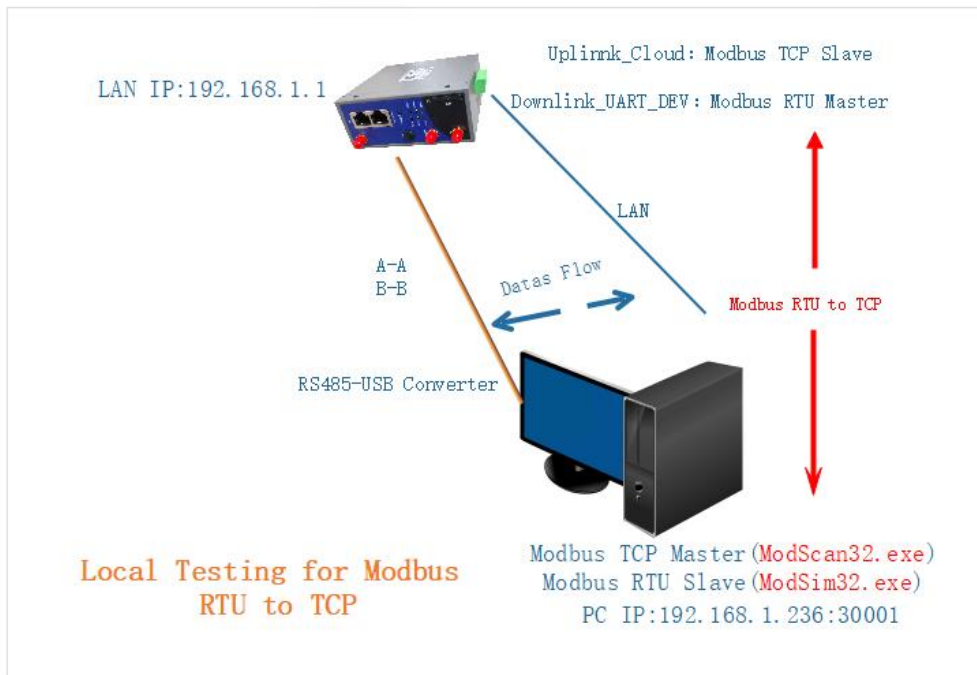 LAN IP:192.168.1.1
Uplinnk_Cloud: Modbus TCP Slave
Downlink_UART_DEV: Modbus RTU Master
LAN
A-A
B-B
Datas Flow
Modbus RTU to TCP
RS485-USB Converter
Local Testing for Modbus
RTU to TCP
Modbus TCP Master(ModScan32.exe)
Modbus RTU Slave(ModSim32.exe)
PC IP:192.168.1.236:30001